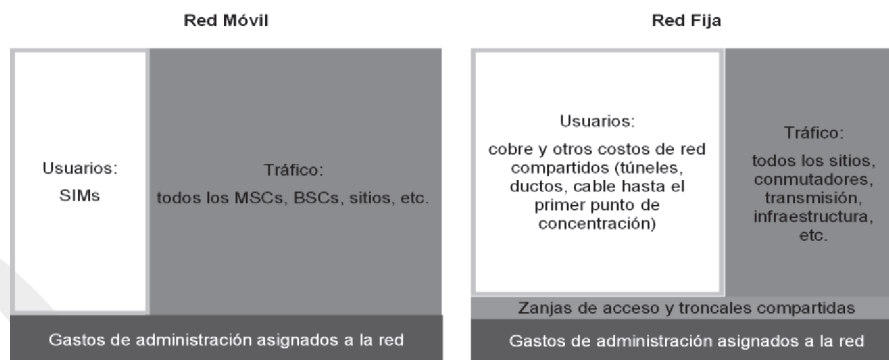 Red Móvil
Usuarios:
SIMs
Tráfico:
todos los MSCs, BSCs, sitios, etc.
Gastos de administración asignados a la red
Red Fija
Usuarios:
cobre y otros costos de red
compartidos (túneles,
ductos, cable hasta el
primer punto de
concentración)
Tráfico:
todos los sitios,
conmutadores,
transmisión,
infraestructura,
etc.
Zanjas de acceso y troncales compartidas
Gastos de administración asignados a la red